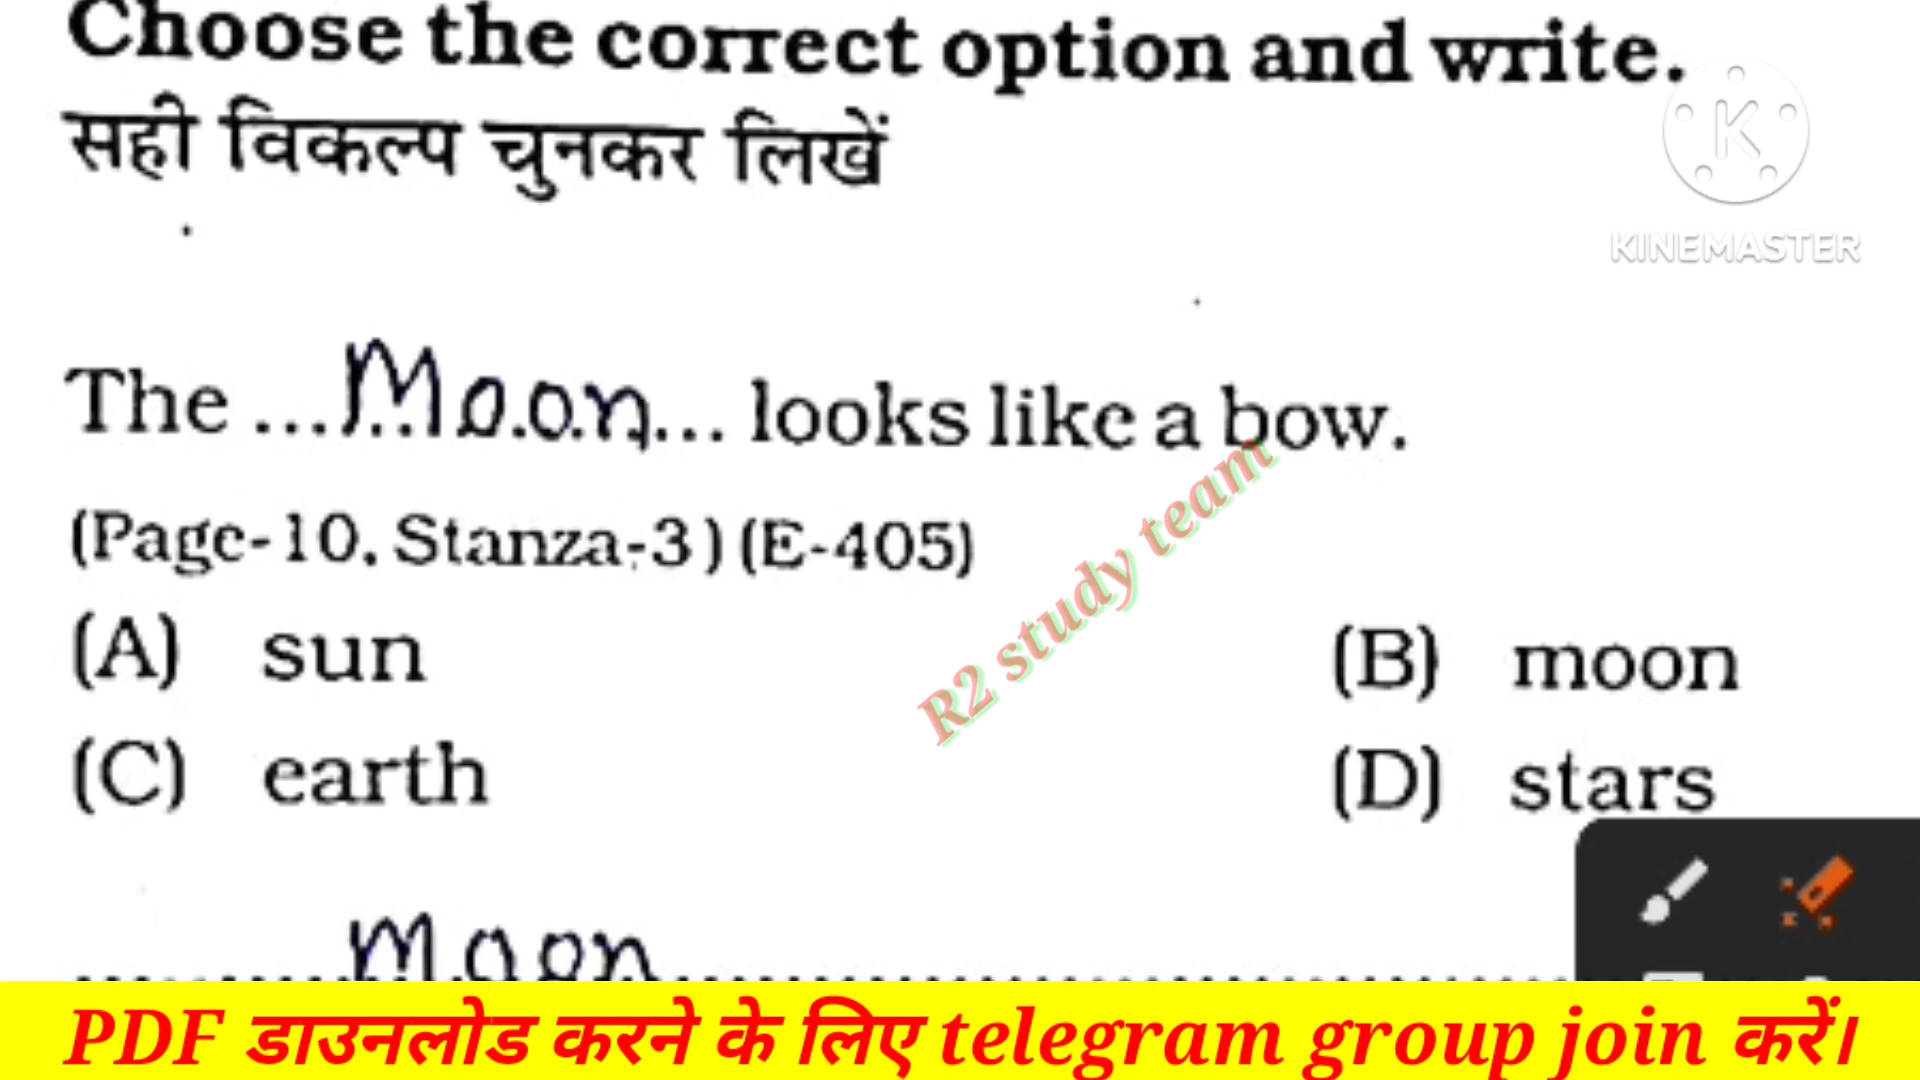 Choose the correct option and write.
सही विकल्प चुनकर लिखें
K
KINEMASTER
The ...Moon... looks like a bow.
(Page-10, Stanza-3) (E-405)
R2 study team
(A) sun (B) moon
(C) earth (D) stars
Moon
PDF डाउनलोड करने के लिए telegram group join करें।